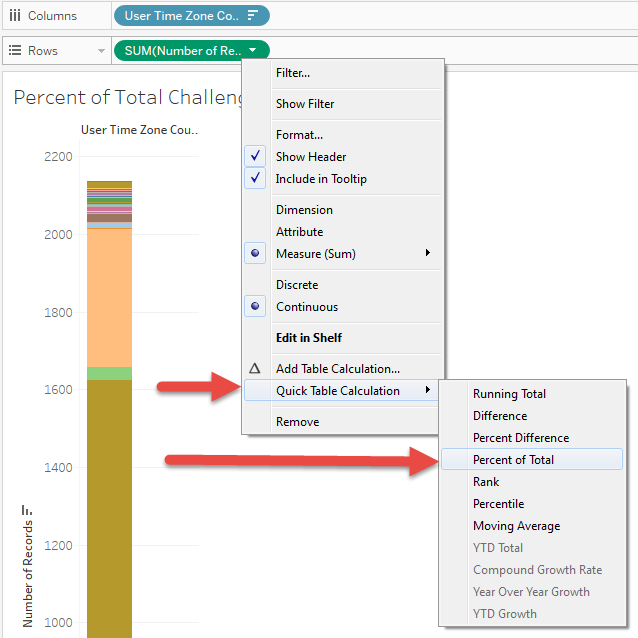 Columns
User Time Zone Co..
Rows
SUM(Number of Re..
Percent of Total Challeng
User Time Zone Cou..
2200
2000
1800
1600
1400
1200
1000
Number of Records
Filter...
Show Filter
Format...
Show Header
Include in Tooltip
Dimension
Attribute
Measure (Sum)
Discrete
Continuous
Edit in Shelf
Add Table Calculation...
Quick Table Calculation
Remove
Running Total
Difference
Percent Difference
Percent of Total
Rank
Percentile
Moving Average
YTD Total
Compound Growth Rate
Year Over Year Growth
YTD Growth